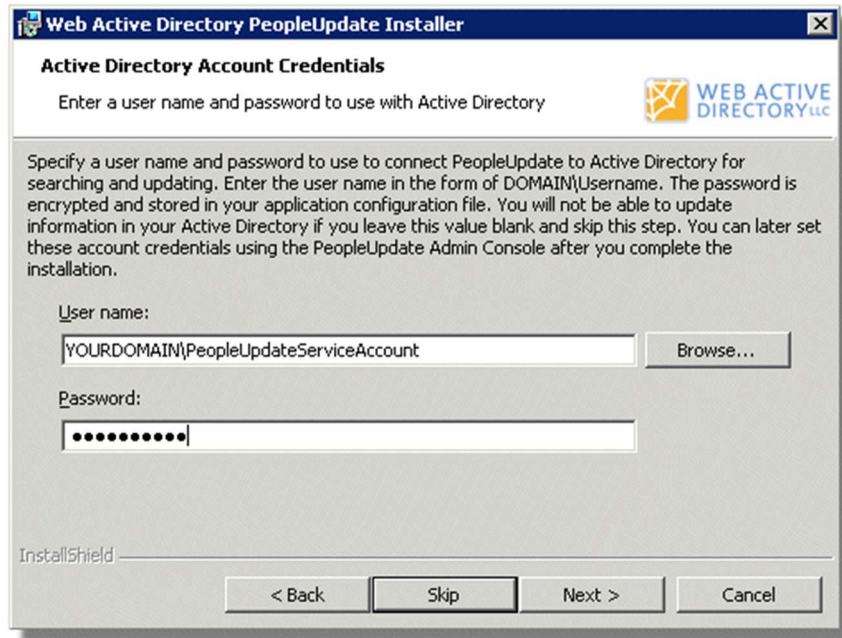 Web Active Directory PeopleUpdate Installer
Active Directory Account Credentials
Enter a user name and password to use with Active Directory
WEB ACTIVE
DIRECTORY LLC
Specify a user name and password to use to connect PeopleUpdate to Active Directory for
searching and updating. Enter the user name in the form of DOMAIN\Username. The password is
encrypted and stored in your application configuration file. You will not be able to update
information in your Active Directory if you leave this value blank and skip this step. You can later set
these account credentials using the PeopleUpdate Admin Console after you complete the
installation.
User name:
YOURDOMAIN\PeopleUpdateServiceAccount
Browse...
Password:
●●●●●●●●●●
InstallShield
< Back
Skip
Next >
Cancel